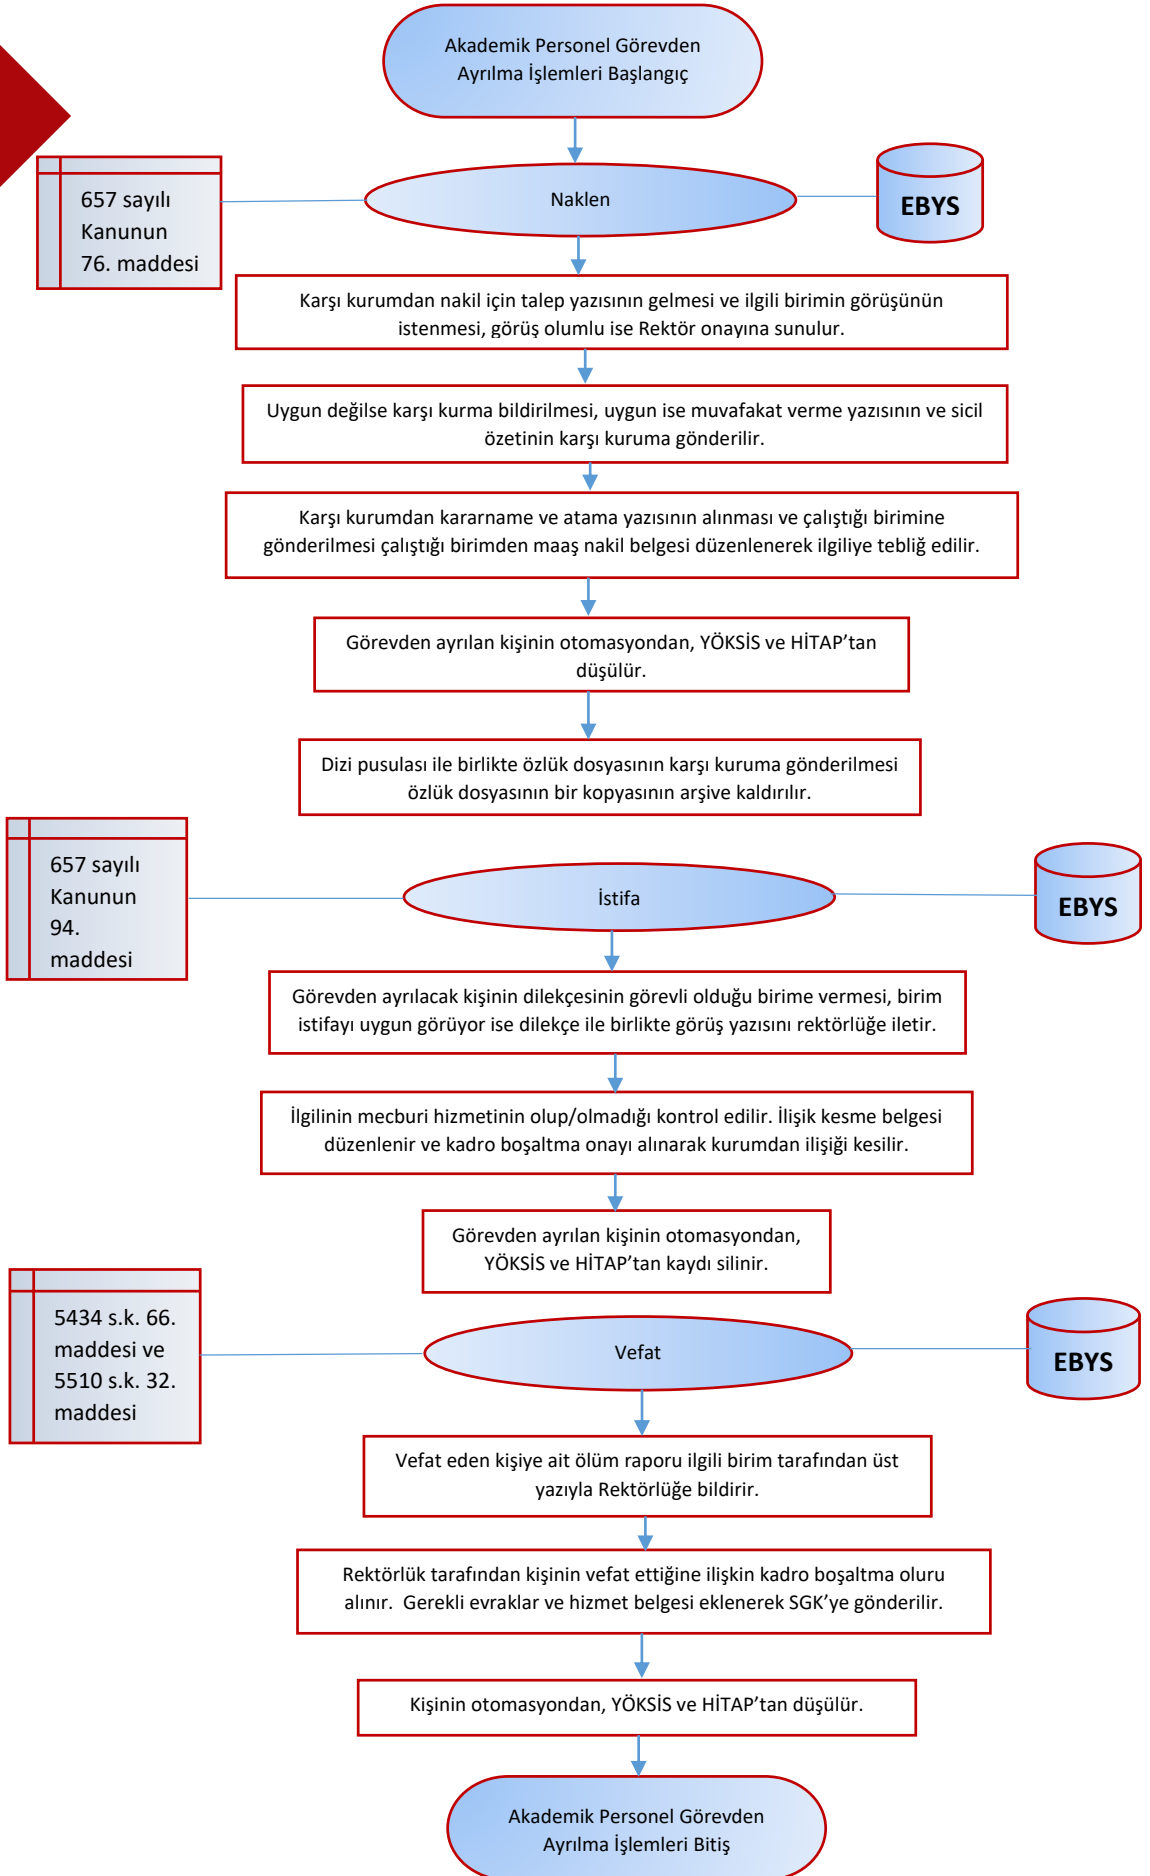 Akademik Personel Görevden
Ayrılma İşlemleri Başlangıç
657 sayılı
Kanunun
76. maddesi
Naklen
EBYS
Karşı kurumdan nakil için talep yazısının gelmesi ve ilgili birimin görüşünün
istenmesi, görüş olumlu ise Rektör onayına sunulur.
Uygun değilse karşı kurma bildirilmesi, uygun ise muvafakat verme yazısının ve sicil
özetinin karşı kuruma gönderilir.
Karşı kurumdan kararname ve atama yazısının alınması ve çalıştığı birimine
gönderilmesi çalıştığı birimden maaş nakil belgesi düzenlenerek ilgiliye tebliğ edilir.
Görevden ayrılan kişinin otomasyondan, YÖKSİS ve HİTAP’tan
düşülür.
Dizi pusulası ile birlikte özlük dosyasının karşı kuruma gönderilmesi
özlük dosyasının bir kopyasının arşive kaldırılır.
657 sayılı
Kanunun
94.
maddesi
İstifa
EBYS
Görevden ayrılacak kişinin dilekçesinin görevli olduğu birime vermesi, birim
istifayı uygun görüyor ise dilekçe ile birlikte görüş yazısını rektörlüğe iletir.
İlgilinin mecburi hizmetinin olup/olmadığı kontrol edilir. İlişik kesme belgesi
düzenlenir ve kadro boşaltma onayı alınarak kurumdan ilişiği kesilir.
Görevden ayrılan kişinin otomasyondan,
YÖKSİS ve HİTAP’tan kaydı silinir.
5434 s.k. 66.
maddesi ve
5510 s.k. 32.
maddesi
Vefat
EBYS
Vefat eden kişiye ait ölüm raporu ilgili birim tarafından üst
yazıyla Rektörlüğe bildirir.
Rektörlük tarafından kişinin vefat ettiğine ilişkin kadro boşaltma oluru
alınır.  Gerekli evraklar ve hizmet belgesi eklenerek SGK’ye gönderilir.
Kişinin otomasyondan, YÖKSİS ve HİTAP’tan düşülür.
Akademik Personel Görevden
Ayrılma İşlemleri Bitiş